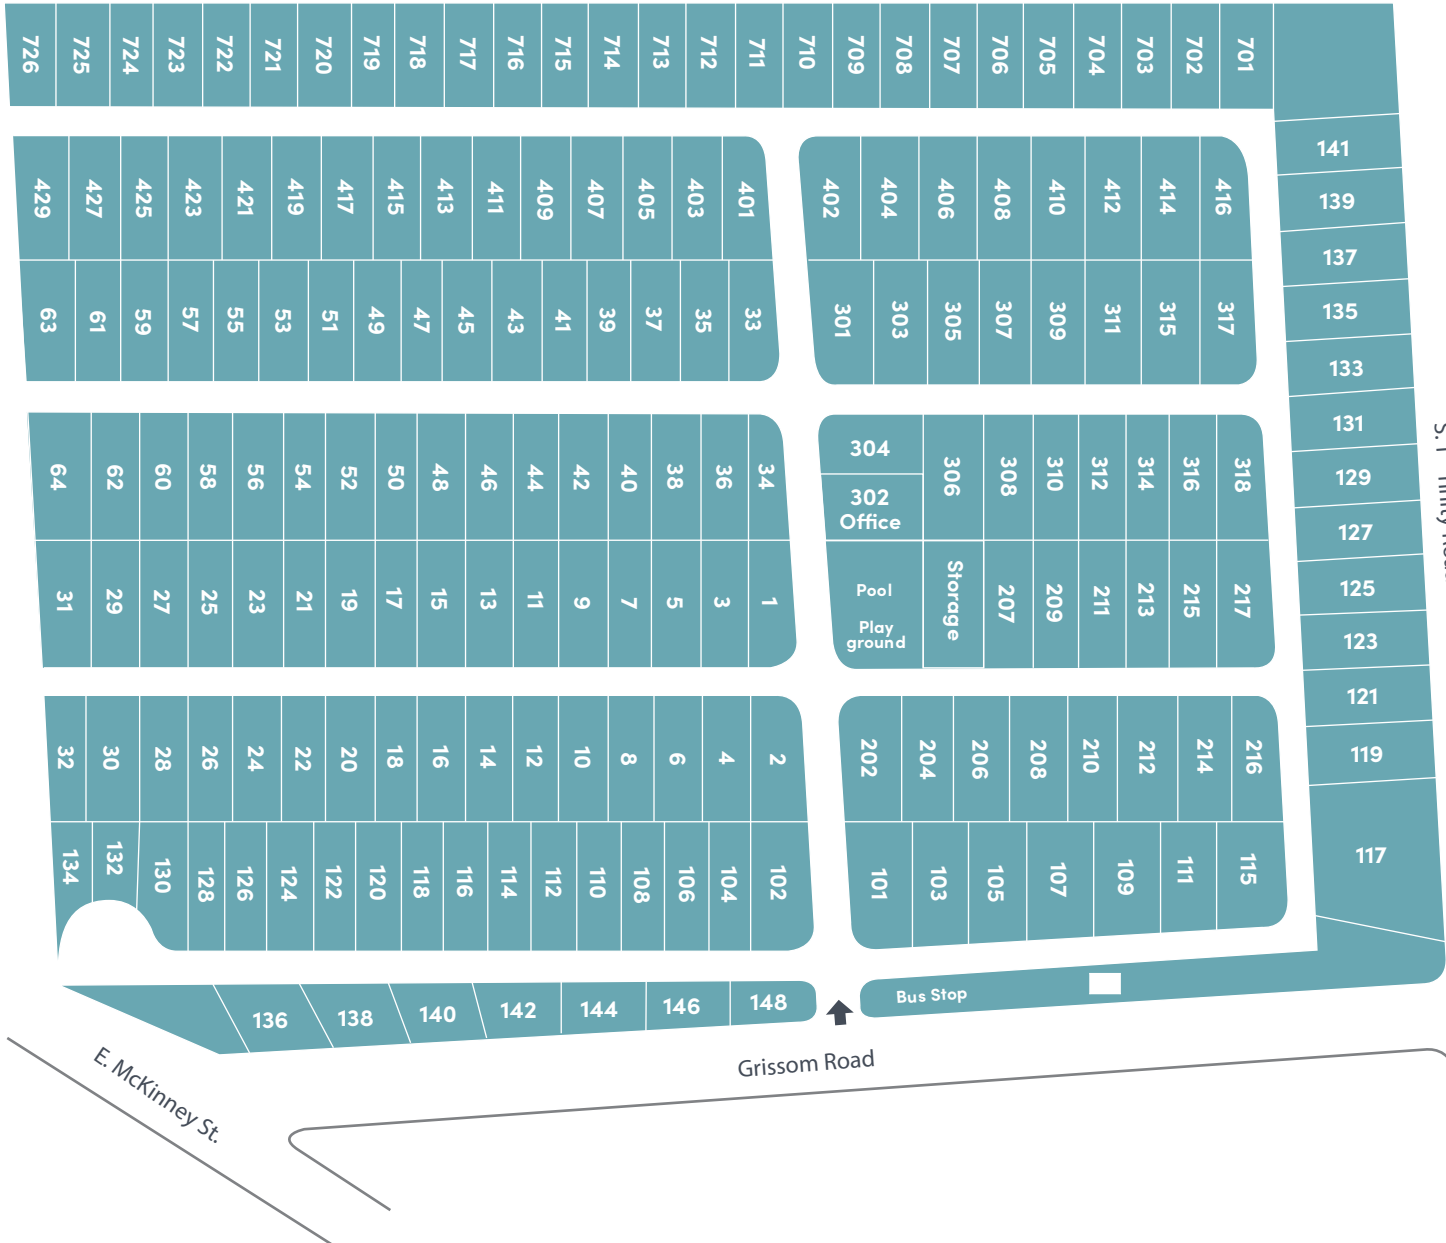 726 725 724 723 722 721 720 719 718 717 716 715 714 713 712 711 710 709 708 707 706 705 704 703 702 701
429 427 425 423 421 419 417 415 413 411 409 407 405 403 401
402 404 406 408 410 412 414 416
63 61 59 57 55 53 51 49 47 45 43 41 39 37 35 33
301 303 305 307 309 311 315 317
64 62 60 58 56 54 52 50 48 46 44 42 40 38 36 34
304
302
Office
306 308 310 312 314 316 318
31 29 27 25 23 21 19 17 15 13 11 9 7 5 3 1
Pool
Play
ground
Storage
207 209 211 213 215 217
32 30 28 26 24 22 20 18 16 14 12 10 8 6 4 2
202 204 206 208 210 212 214 216
134 132 130 128 126 124 122 120 118 116 114 112 110 108 106 104 102
101 103 105 107 109 111 115
141
139
137
135
133
131
129
127
125
123
121
119
117
S.
136 138 140 142 144 146 148
Bus Stop
Grissom Road
E. McKinney St.